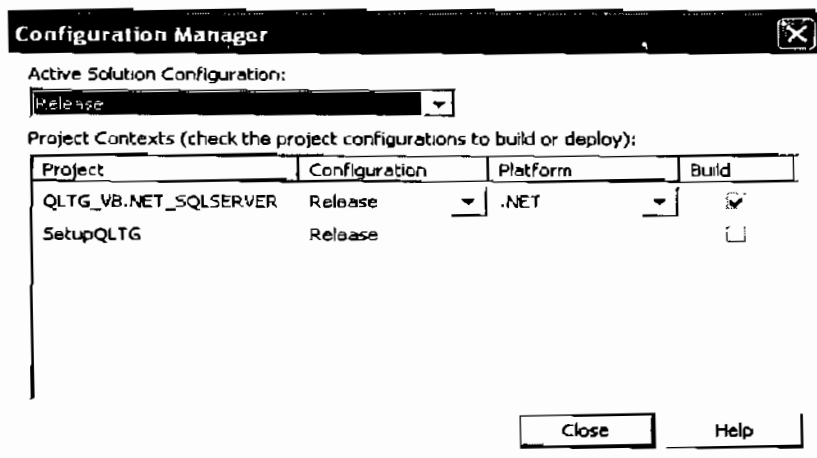 Configuration Manager
Active Solution Configuration:
Release
Project Contexts (check the project configurations to build or deploy):
Project Configuration Platform Build
QLTG_VB.NET_SQLSERVER Release .NET
SetupQLTG Release
Close Help